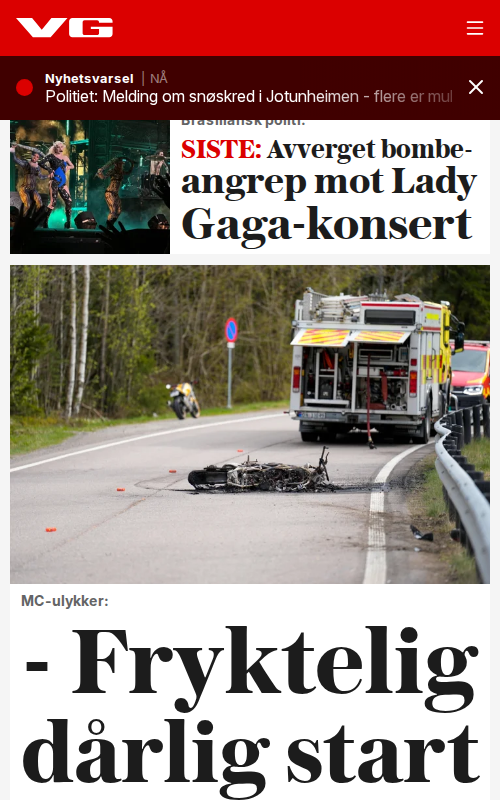 VG
Nyhetsvarsel | NÅ
Politiet: Melding om snøskred i Jotunheimen - flere er mul
Brasiliansk politi:
SISTE: Avverget bombe-
angrep mot Lady
Gaga-konsert
MC-ulykker:
- Fryktelig
dårlig start